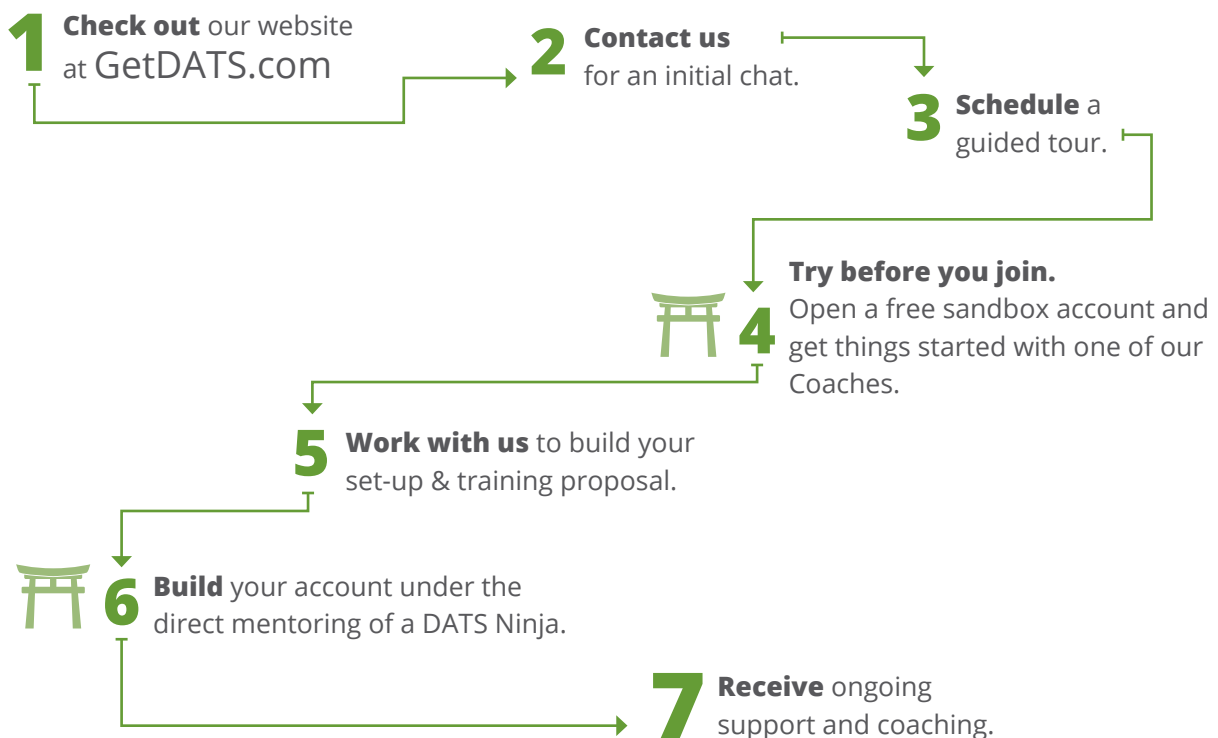 1 Check out our website
at GetDATS.com
2 Contact us
for an initial chat.
3 Schedule a
guided tour.
Try before you join.
4 Open a free sandbox account and
get things started with one of our
Coaches.
5 Work with us to build your
set-up & training proposal.
6 Build your account under the
direct mentoring of a DATS Ninja.
7 Receive ongoing
support and coaching.